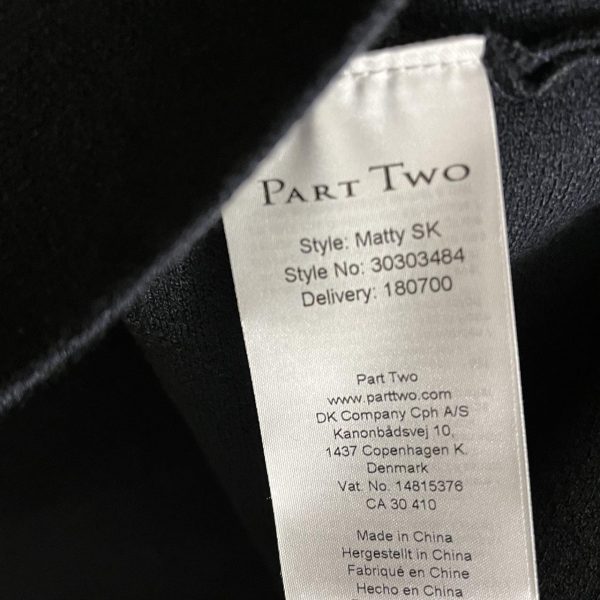 PART TWO
Style: Matty SK
Style No: 30303484
Delivery: 180700
Part Two
www.parttwo.com
DK Company Cph A/S
Kanonbådsvej 10,
1437 Copenhagen K.
Denmark
Vat. No. 14815376
CA 30 410
Made in China
Hergestellt in China
Fabriqué en Chine
Hecho en China